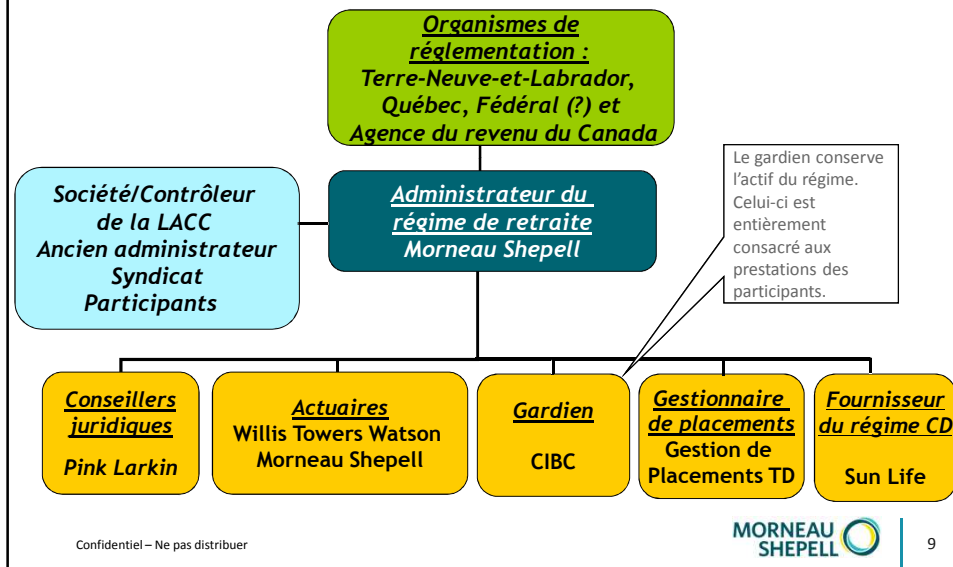 Organismes de
réglementation :
Terre-Neuve-et-Labrador,
Québec, Fédéral (?) et
Agence du revenu du Canada
Société/Contrôleur
de la LACC
Ancien administrateur
Syndicat
Participants
Administrateur du
régime de retraite
Morneau Shepell
Le gardien conserve
l’actif du régime.
Celui-ci est
entièrement
consacré aux
prestations des
participants.
Conseillers
juridiques
Pink Larkin
Actuaires
Willis Towers Watson
Morneau Shepell
Gardien
CIBC
Gestionnaire
de placements
Gestion de
Placements TD
Fournisseur
du régime CD
Sun Life
Confidentiel – Ne pas distribuer
MORNEAU
SHEPELL
9